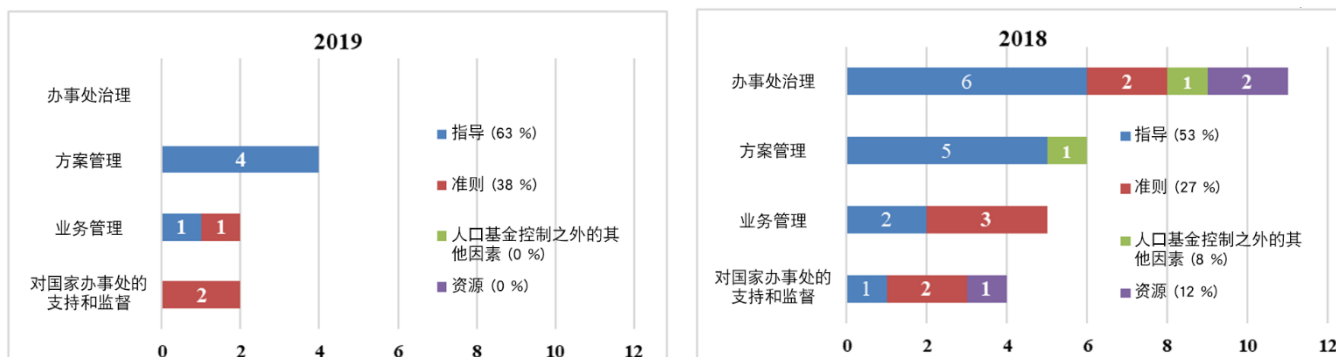 2019
办事处治理
方案管理
业务管理
对国家办事处的
支持和监督
4
1
1
2
指导 (63 %)
准则 (38 %)
人口基金控制之外的其
他因素 (0 %)
资源 (0 %)
0 2 4 6 8 10 12
2018
办事处治理
方案管理
业务管理
对国家办事处的
支持和监督
6 2 1 2
5 1
2 3
1 2 1
指导 (53 %)
准则 (27 %)
人口基金控制之外的其
他因素 (8 %)
资源 (12 %)
0 2 4 6 8 10 12